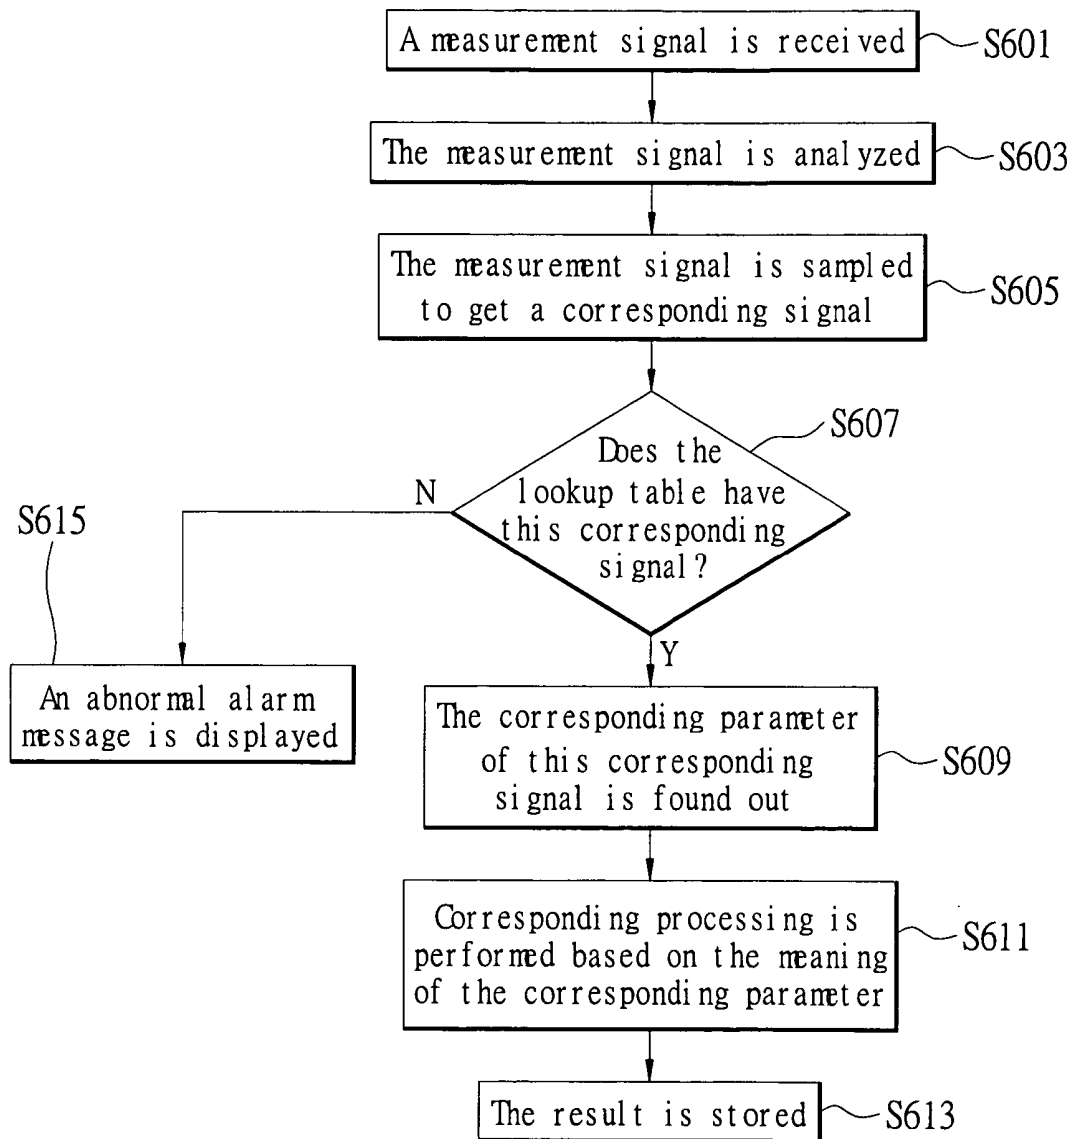 A measurement signal is received
S601
The measurement signal is analyzed
S603
The measurement signal is sampled
to get a corresponding signal
S605
S607
Does the
lookup table have
this corresponding
signal?
N
S615
Y
An abnormal alarm
message is displayed
The corresponding parameter
of this corresponding
signal is found out
S609
Corresponding processing is
performed based on the meaning
of the corresponding parameter
S611
The result is stored
S613